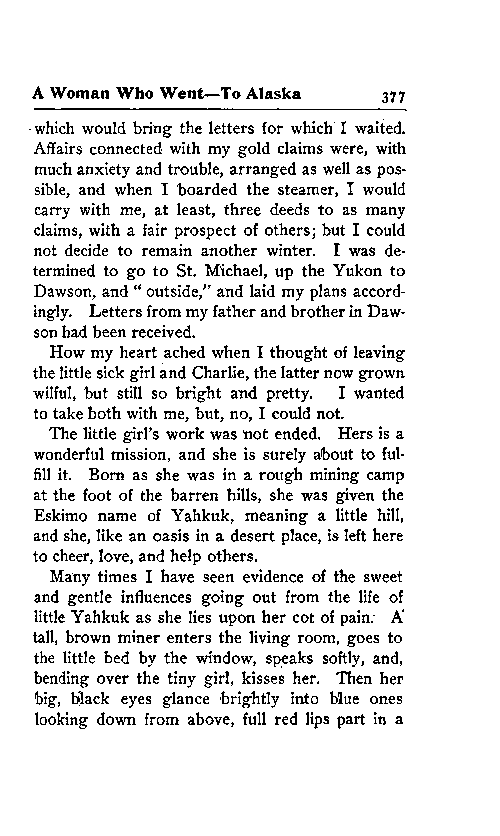 A Woman Who Went—To Alaska 377
which would bring the letters for which I waited.
Affairs connected with my gold claims were, with
much anxiety and trouble, arranged as well as pos-
sible, and when I boarded the steamer, I would
carry with me, at least, three deeds to as many
claims, with a fair prospect of others; but I could
not decide to remain another winter. I was de-
termined to go to St. Michael, up the Yukon to
Dawson, and " outside," and laid my plans accord-
ingly. Letters from my father and brother in Daw-
son had been received.
How my heart ached when I thought of leaving
the little sick girl and Charlie, the latter now grown
wilful, but still so bright and pretty. I wanted
to take both with me, but, no, I could not.
The little girl's work was not ended. Hers is a
wonderful mission, and she is surely about to ful-
fill it. Born as she was in a rough mining camp
at the foot of the barren hills, she was given the
Eskimo name of Yahkuk, meaning a little hill,
and she, like an oasis in a desert place, is left here
to cheer, love, and help others.
Many times I have seen evidence of the sweet
and gentle influences going out from the life of
little Yahkuk as she lies upon her cot of pain. A
tall, brown miner enters the living room, goes to
the little bed by the window, speaks softly, and,
bending over the tiny girl, kisses her. Then her
big, black eyes glance brightly into blue ones
looking down from above, full red lips part in a